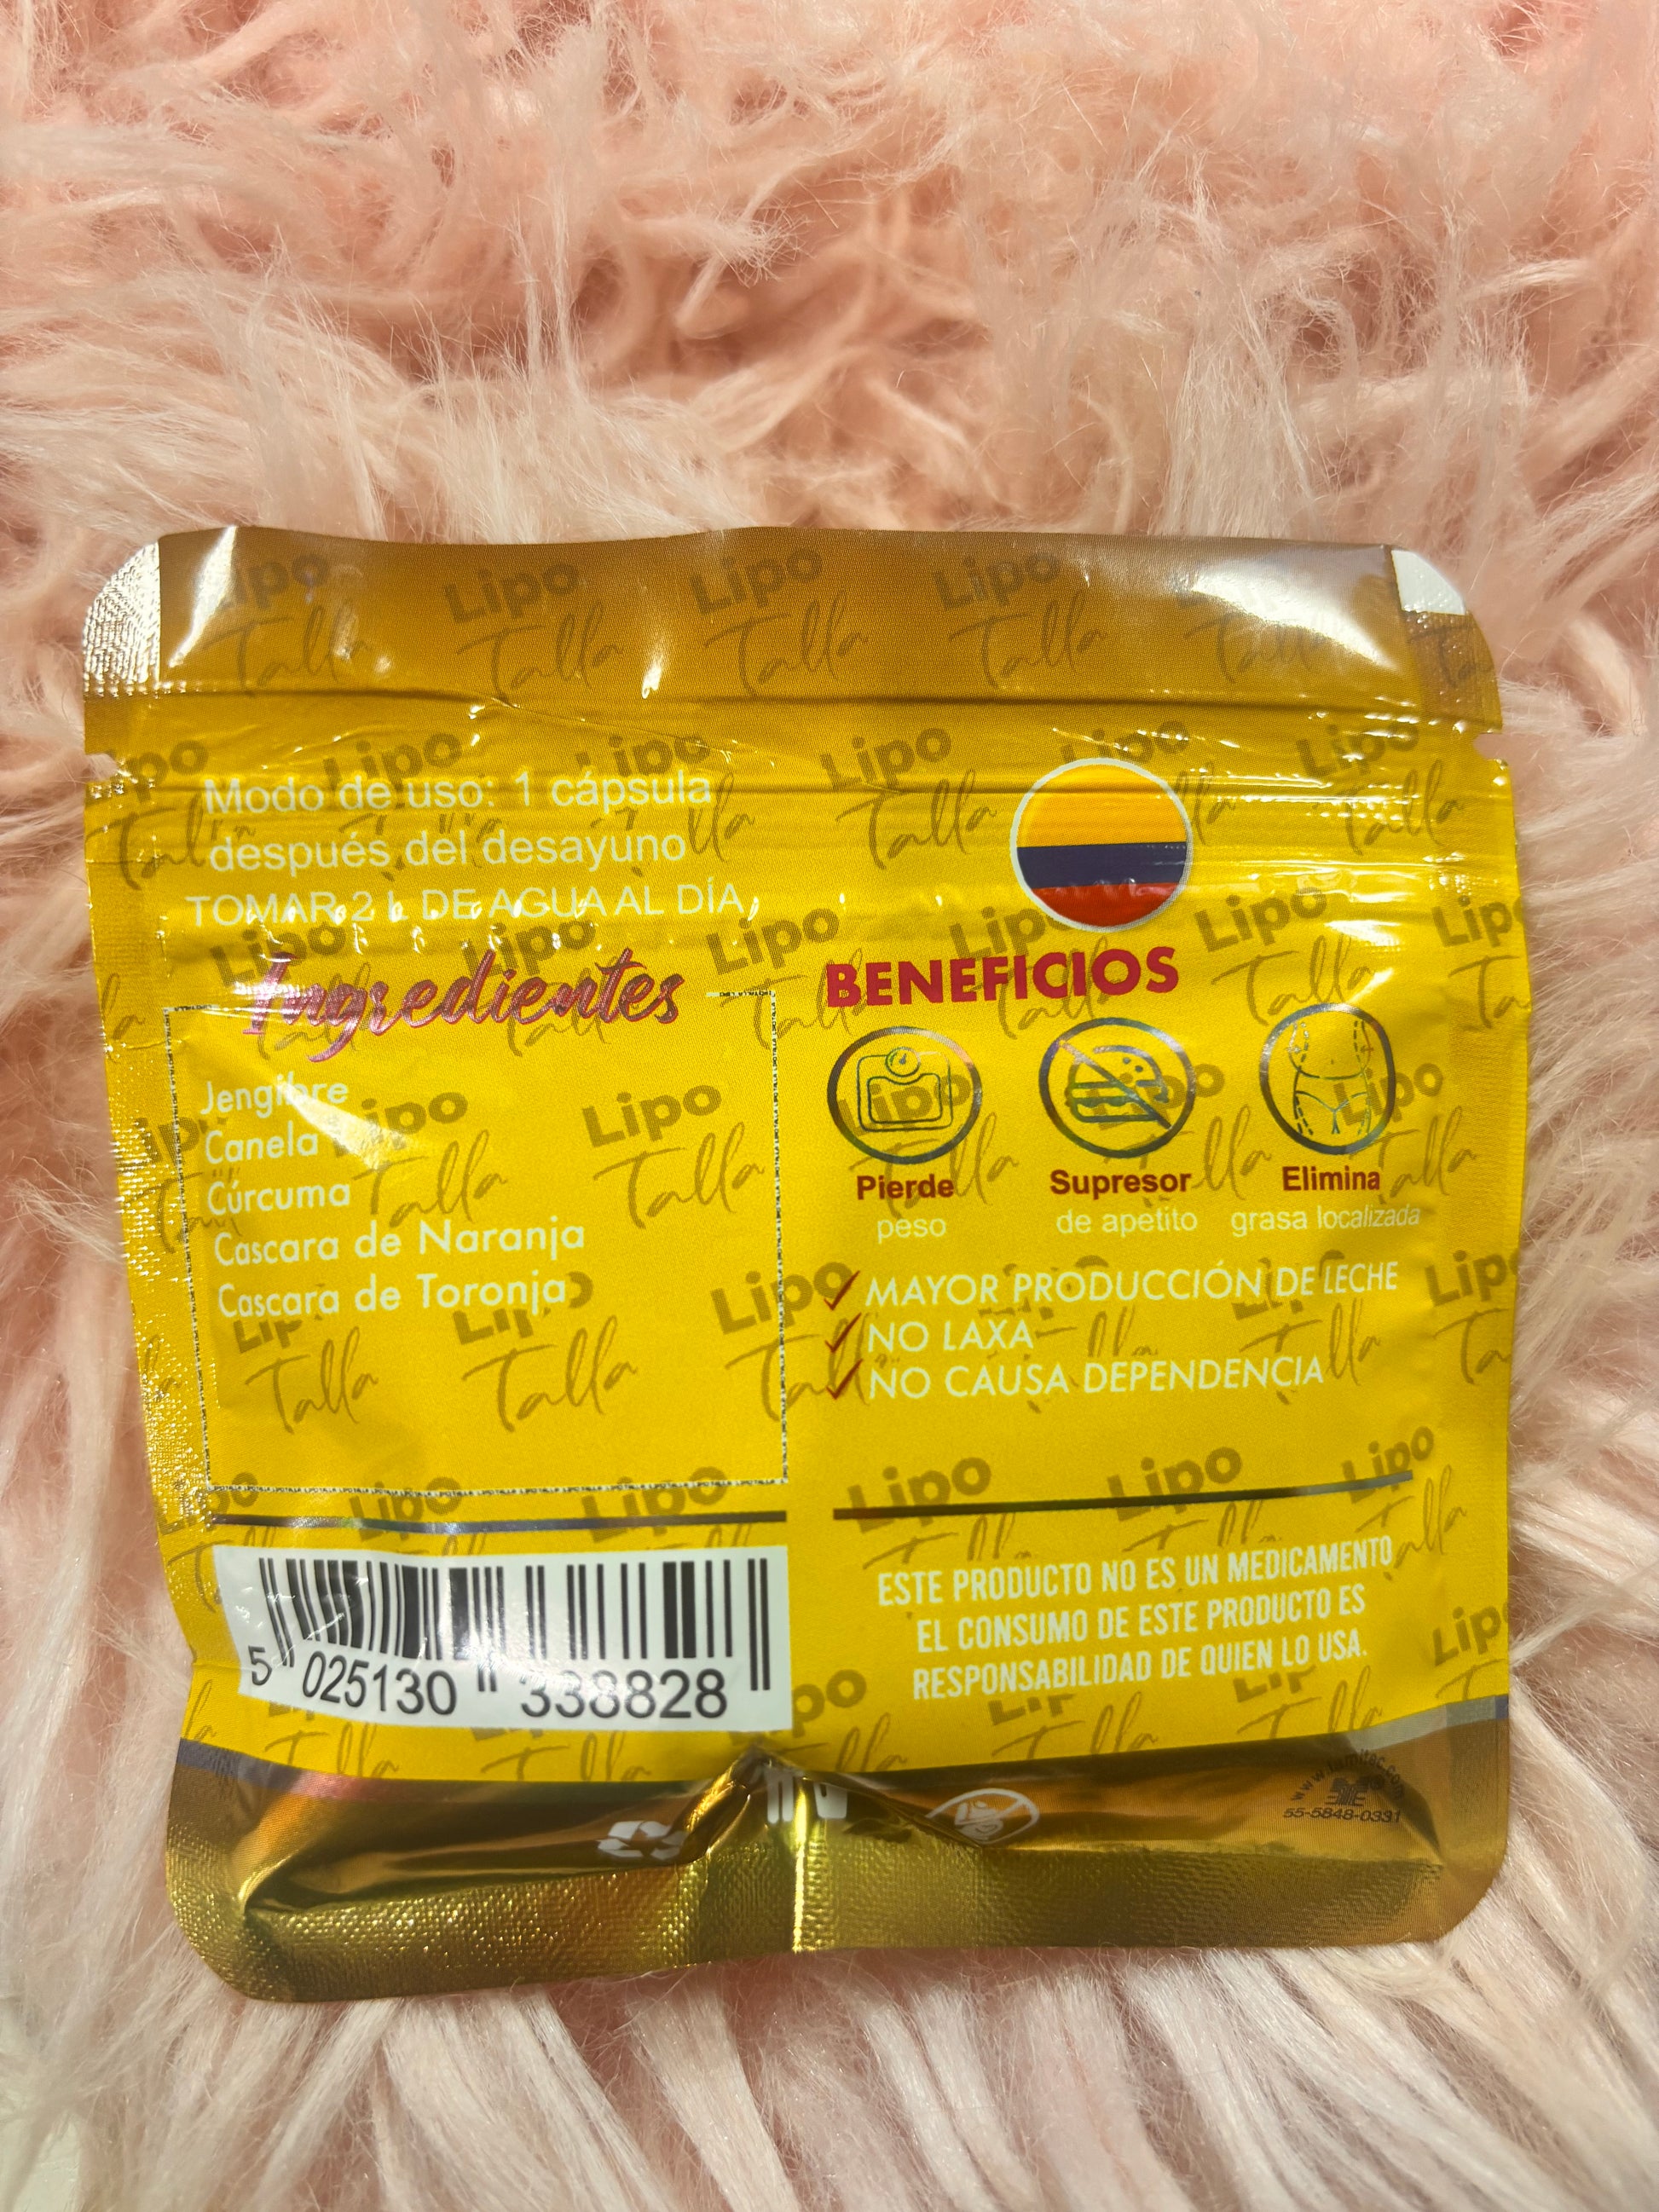 Lipo Talla
Modo de uso: 1 cápsula
después del desayuno
TOMAR 2 L DE AGUA AL DÍA
Ingredientes
Jengibre
Canela
Cúrcuma
Cascara de Naranja
Cascara de Toronja
BENEFICIOS
Pierde
peso
Supresor
de apetito
Elimina
grasa localizada
MAYOR PRODUCCIÓN DE LECHE
NO LAXA
NO CAUSA DEPENDENCIA
5 025130 338828
ESTE PRODUCTO NO ES UN MEDICAMENTO
EL CONSUMO DE ESTE PRODUCTO ES
RESPONSABILIDAD DE QUIEN LO USA.
55-5848-0331